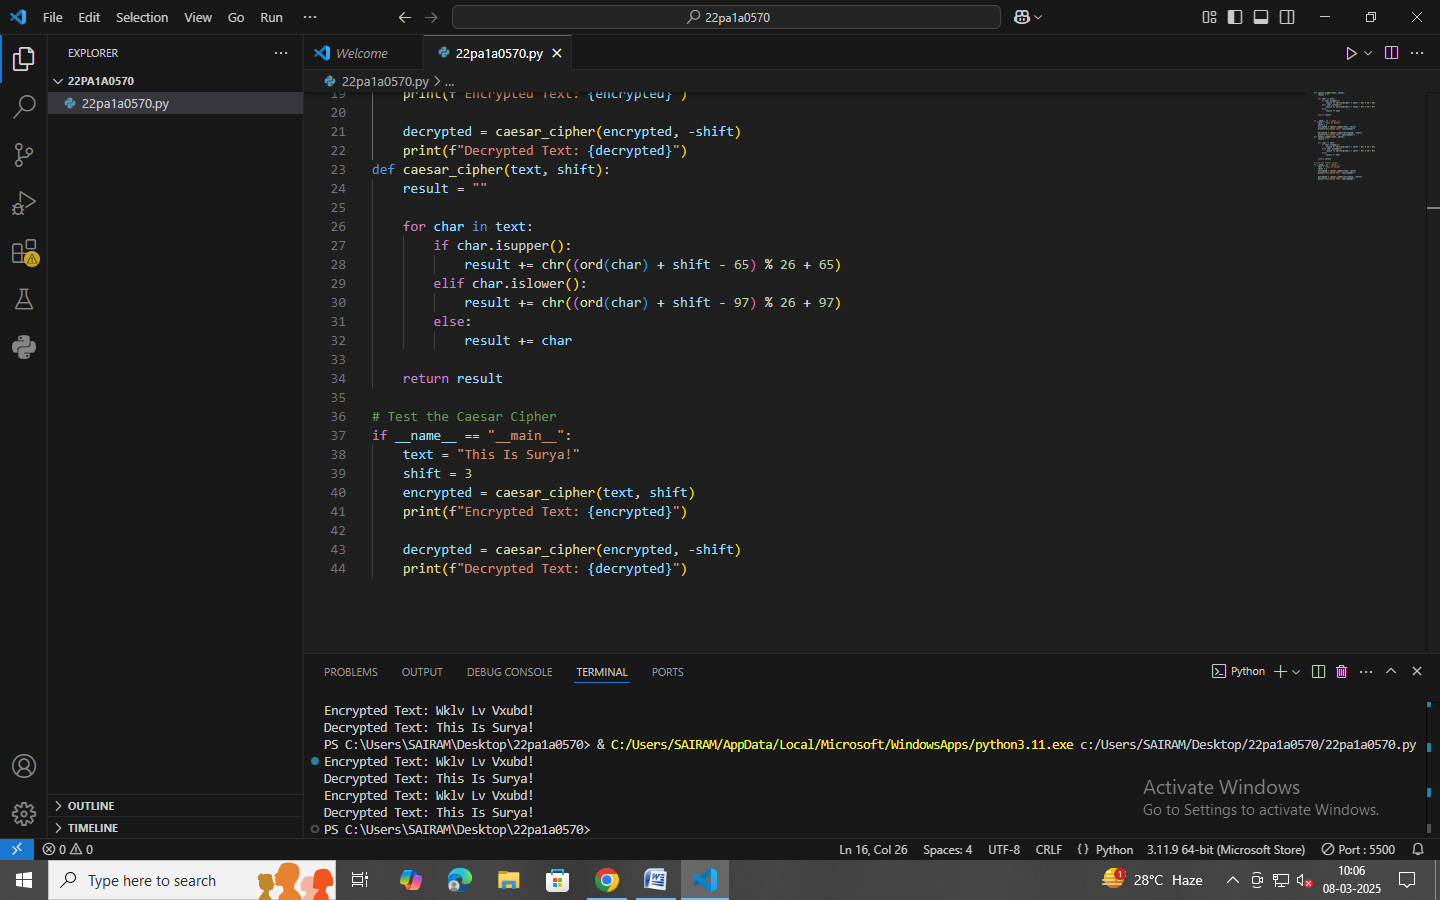 File Edit Selection View Go Run ··· 22pa1a0570
EXPLORER ···
Welcome 22pa1a0570.py
22PA1A0570
22pa1a0570.py
22pa1a0570.py > ...
19 print(f"Encrypted Text: {encrypted}")
20
21 decrypted = caesar_cipher(encrypted, -shift)
22 print(f"Decrypted Text: {decrypted}")
23 def caesar_cipher(text, shift):
24 result = ""
25
26 for char in text:
27 if char.isupper():
28 result += chr((ord(char) + shift - 65) % 26 + 65)
29 elif char.islower():
30 result += chr((ord(char) + shift - 97) % 26 + 97)
31 else:
32 result += char
33
34 return result
35
36 # Test the Caesar Cipher
37 if __name__ == "__main__":
38 text = "This Is Surya!"
39 shift = 3
40 encrypted = caesar_cipher(text, shift)
41 print(f"Encrypted Text: {encrypted}")
42
43 decrypted = caesar_cipher(encrypted, -shift)
44 print(f"Decrypted Text: {decrypted}")
PROBLEMS OUTPUT DEBUG CONSOLE TERMINAL PORTS Python
Encrypted Text: Wklv Lv Vxubd!
Decrypted Text: This Is Surya!
PS C:\Users\SAIRAM\Desktop\22pa1a0570> & C:/Users/SAIRAM/AppData/Local/Microsoft/WindowsApps/python3.11.exe c:/Users/SAIRAM/Desktop/22pa1a0570/22pa1a0570.py
Encrypted Text: Wklv Lv Vxubd!
Decrypted Text: This Is Surya!
Encrypted Text: Wklv Lv Vxubd!
Decrypted Text: This Is Surya!
PS C:\Users\SAIRAM\Desktop\22pa1a0570>
Activate Windows
Go to Settings to activate Windows.
OUTLINE
TIMELINE
0 0 Ln 16, Col 26 Spaces: 4 UTF-8 CRLF {} Python 3.11.9 64-bit (Microsoft Store) Port : 5500
Type here to search 1 28°C Haze 10:06
08-03-2025